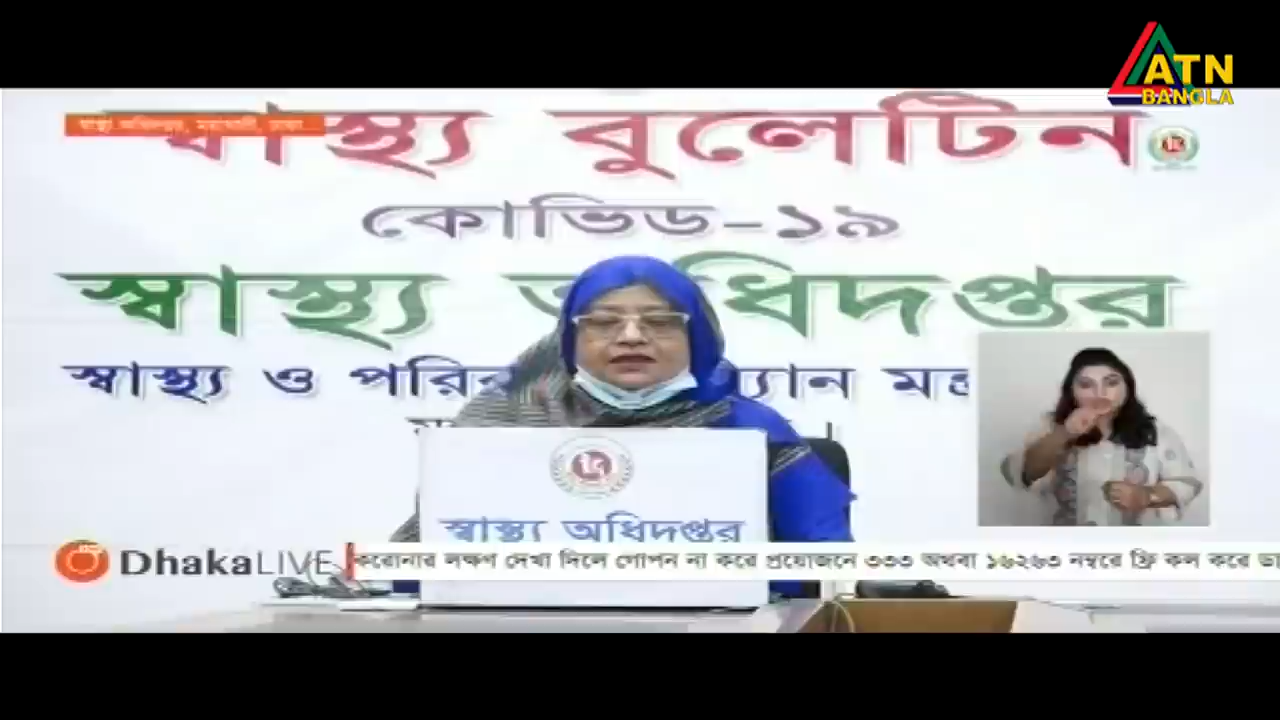 ATN
BANGLA
স্বাস্থ্য বুলেটিন
কোভিড-১৯
স্বাস্থ্য অধিদপ্তর
স্বাস্থ্য ও
স্বাস্থ্য অধিদপ্তর
DhakaLIVE
করোনার লক্ষণ দেখা দিলে গোপন না করে প্রয়োজনে ৩৩৩ অথবা ১৬২৬৩ নম্বরে ফ্রি কল করে